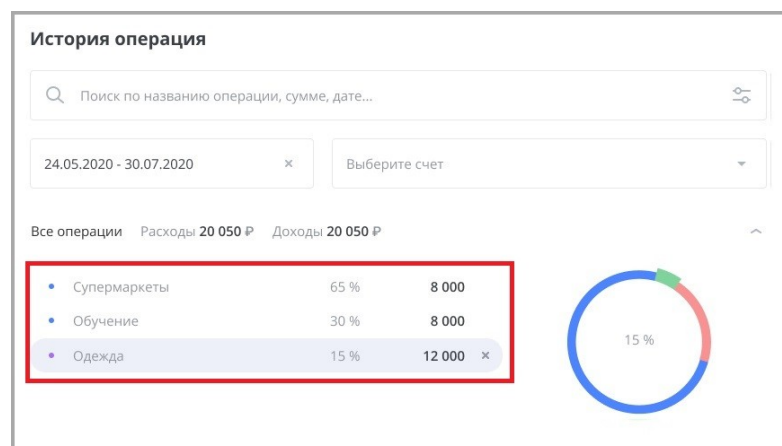 История операция
Поиск по названию операции, сумме, дате...
24.05.2020 - 30.07.2020 × Выберите счет
Все операции Расходы 20 050 ₽ Доходы 20 050 ₽
Супермаркеты 65 % 8 000
Обучение 30 % 8 000
Одежда 15 % 12 000 ×
15 %